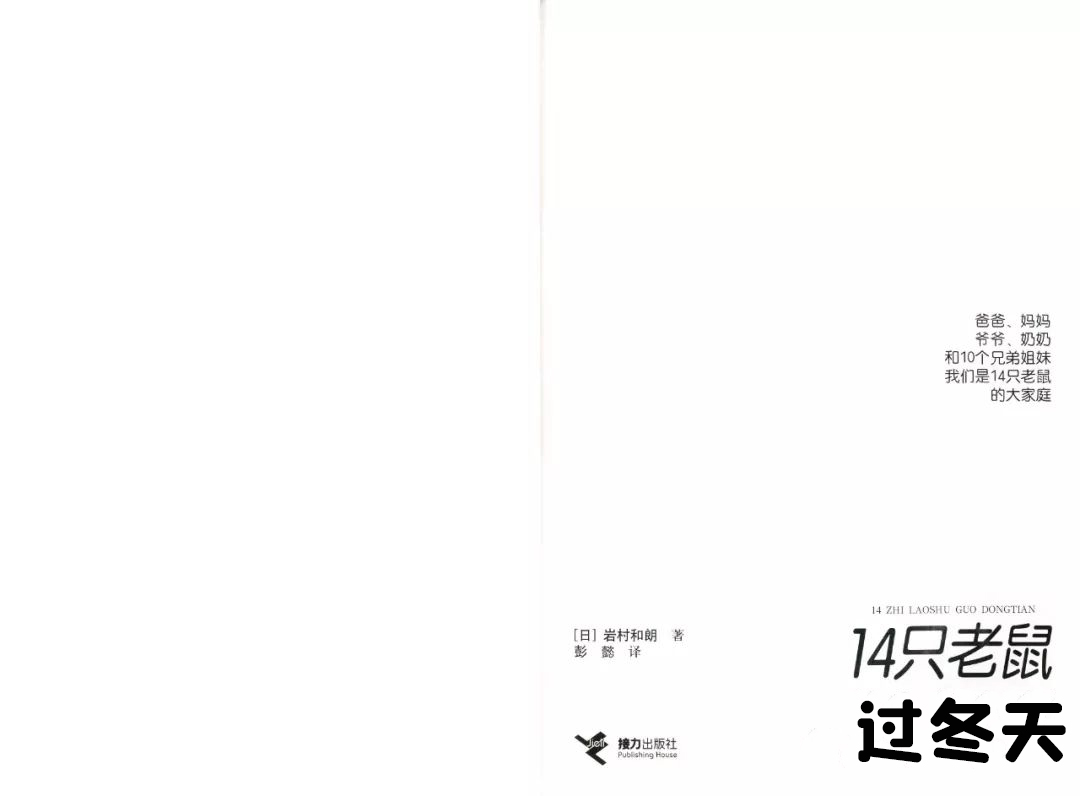 爸爸、妈妈
爷爷、奶奶
和10个兄弟姐妹
我们是14只老鼠
的大家庭
14 ZHI LAOSHU GUO DONGTIAN
14只老鼠
过冬天
[日] 岩村和朗 著
彭 懿 译
Jieli
接力出版社
Publishing House